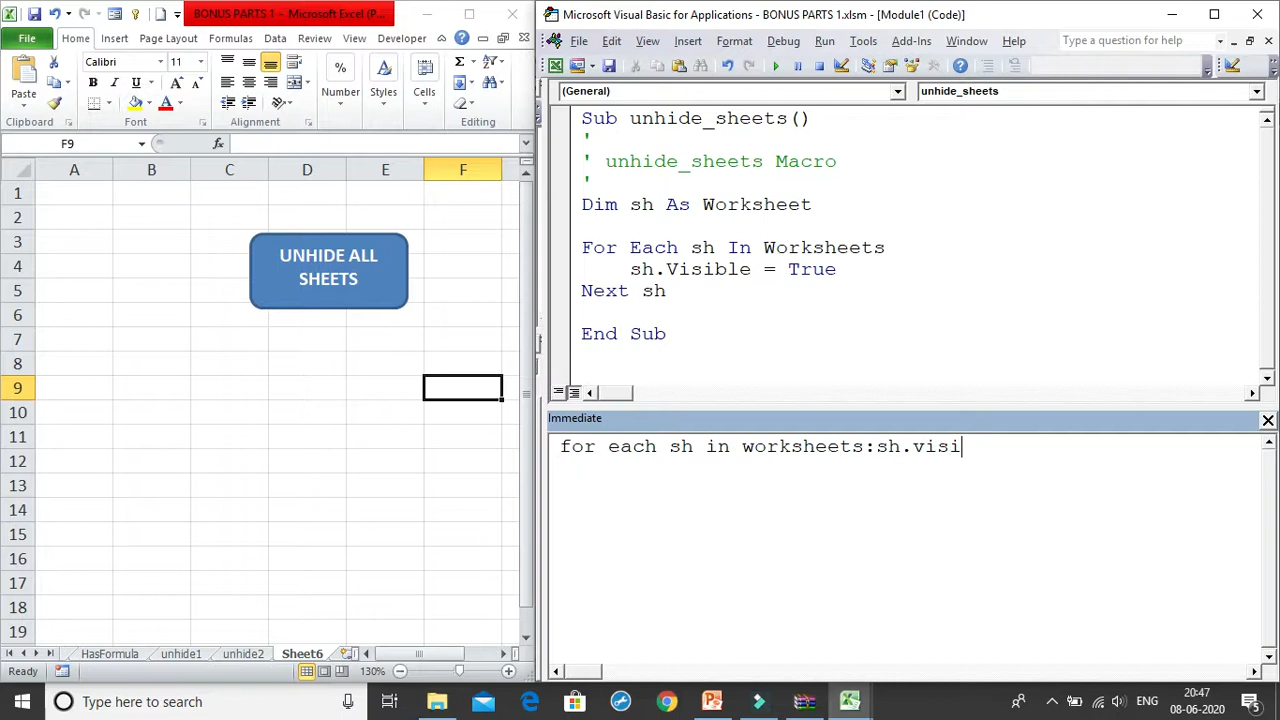 BONUS PARTS 1 - Microsoft Excel (P...
File Home Insert Page Layout Formulas Data Review View Developer
Paste
Clipboard
Calibri 11
B I U
Font
Alignment
%
Number
Styles
Cells
Editing
F9
fx
A B C D E F
1
2
3
4
5
6
7
8
9
10
11
12
13
14
15
16
17
18
19
UNHIDE ALL
SHEETS
HasFormula unhide1 unhide2 Sheet6
Ready 130%
Microsoft Visual Basic for Applications - BONUS PARTS 1.xlsm - [Module1 (Code)]
File Edit View Insert Format Debug Run Tools Add-Ins Window Help
Type a question for help
(General) unhide_sheets
Sub unhide_sheets()
'
' unhide_sheets Macro
'
Dim sh As Worksheet
For Each sh In Worksheets
sh.Visible = True
Next sh
End Sub
Immediate
for each sh in worksheets:sh.visi
Type here to search
ENG
20:47
08-06-2020
5